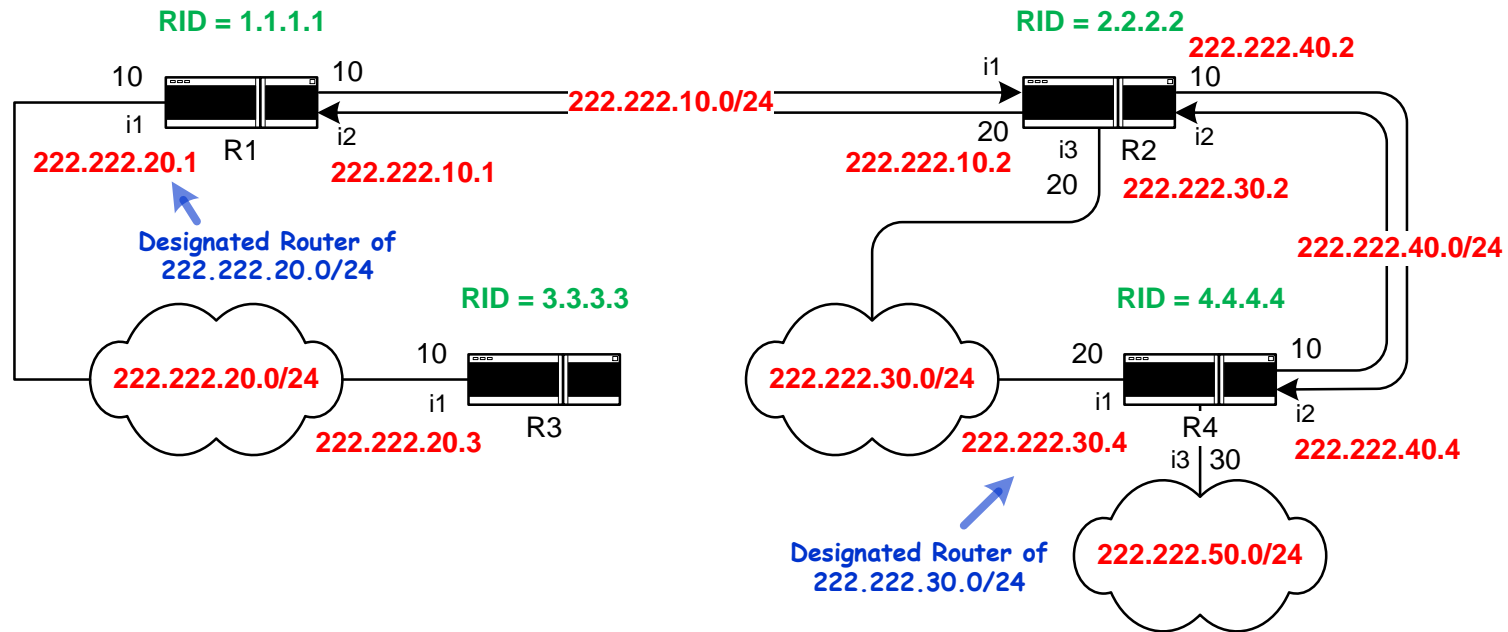 RID = 1.1.1.1
RID = 2.2.2.2
222.222.40.2
10
10
i1
10
222.222.10.0/24
i1
i2
20
i2
R1
i3
R2
222.222.20.1
222.222.10.1
222.222.10.2
20
222.222.30.2
Designated Router of
222.222.20.0/24
222.222.40.0/24
RID = 3.3.3.3
RID = 4.4.4.4
10
20
10
222.222.20.0/24
222.222.30.0/24
i1
i1
i2
R3
R4
222.222.20.3
222.222.30.4
222.222.40.4
i3
30
Designated Router of
222.222.30.0/24
222.222.50.0/24